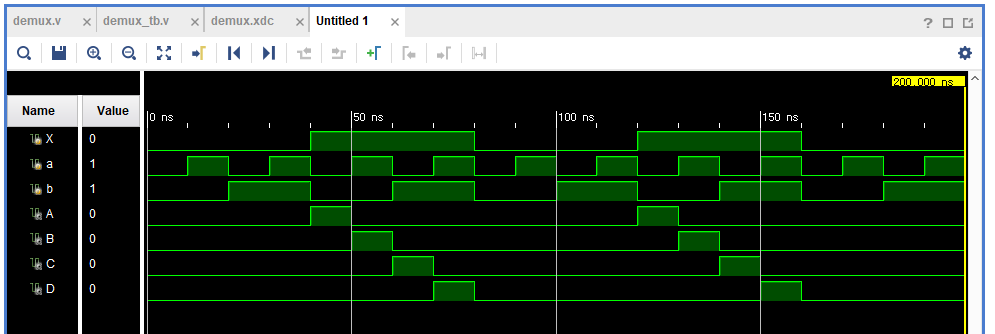 demux.v demux_tb.v demux.xdc Untitled 1
200.000 ns
Name Value
0 ns 50 ns 100 ns 150 ns
X 0
a 1
b 1
A 0
B 0
C 0
D 0